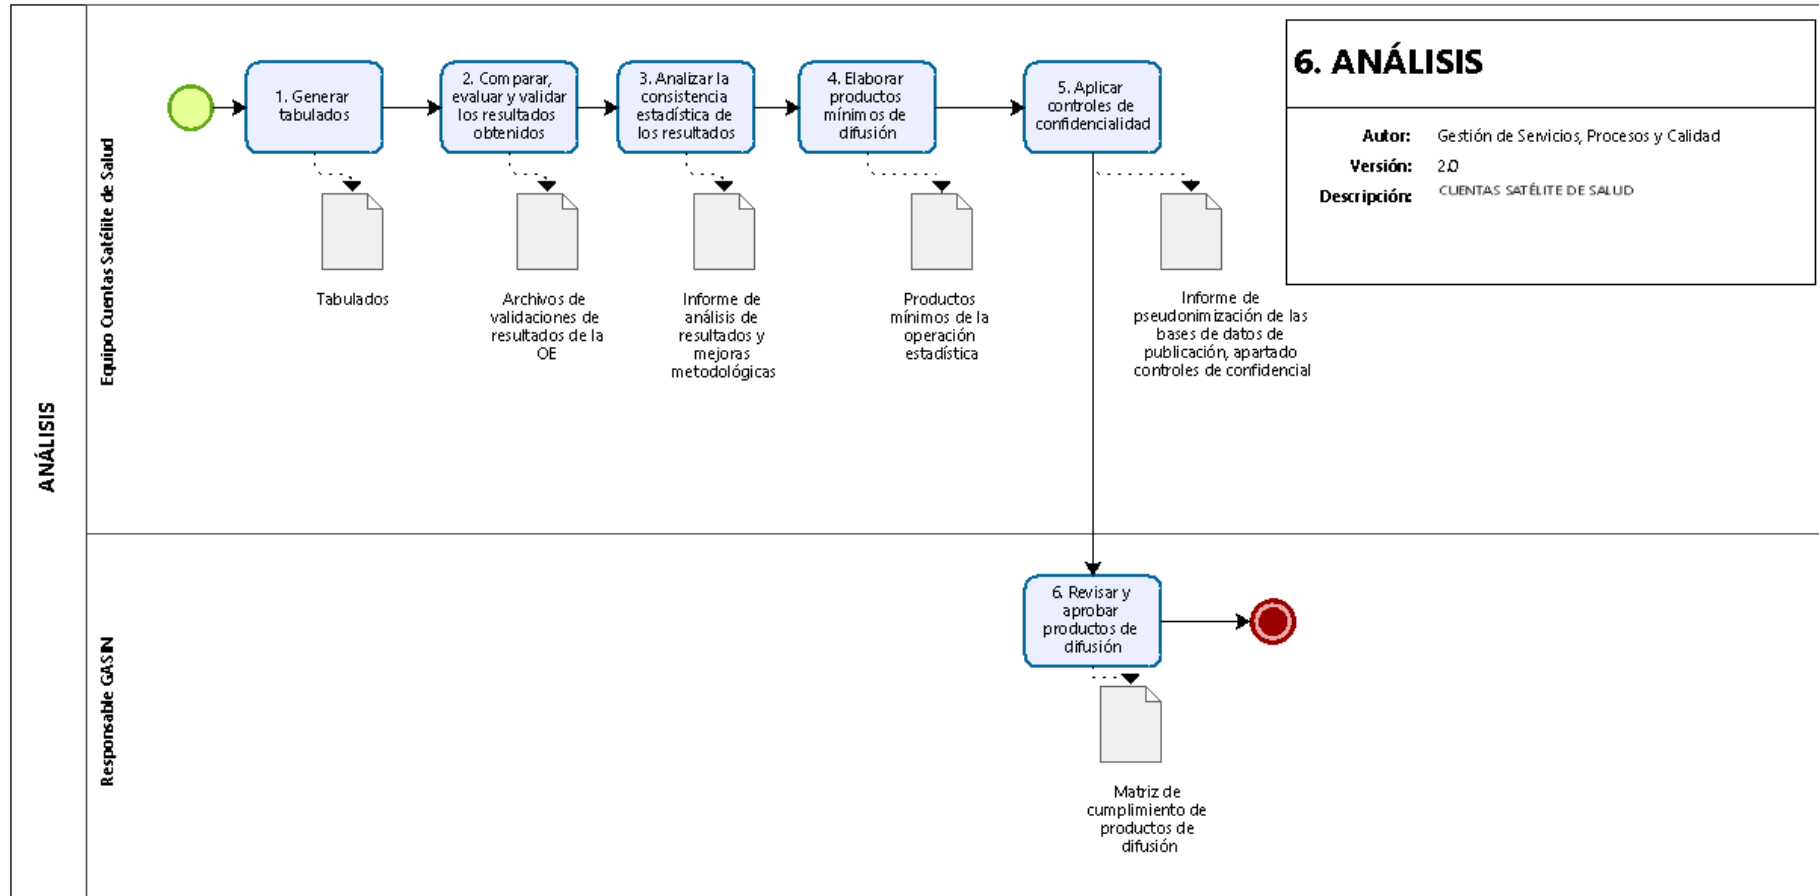 ANÁLISIS
Equipo Cuentas Satélite de Salud
1. Generar
tabulados
2. Comparar,
evaluar y validar
los resultados
obtenidos
3. Analizar la
consistencia
estadística de
los resultados
4. Elaborar
productos
mínimos de
difusión
5. Aplicar
controles de
confidencialidad
Tabulados
Archivos de
validaciones de
resultados de la
OE
Informe de
análisis de
resultados y
mejoras
metodológicas
Productos
mínimos de la
operación
estadística
Informe de
pseudonimización de las
bases de datos de
publicación, apartado
controles de confidencial
6. ANÁLISIS
Autor: Gestión de Servicios, Procesos y Calidad
Versión: 2.0
Descripción: CUENTAS SATÉLITE DE SALUD
Responsable GASIN
6. Revisar y
aprobar
productos de
difusión
Matriz de
cumplimiento de
productos de
difusión